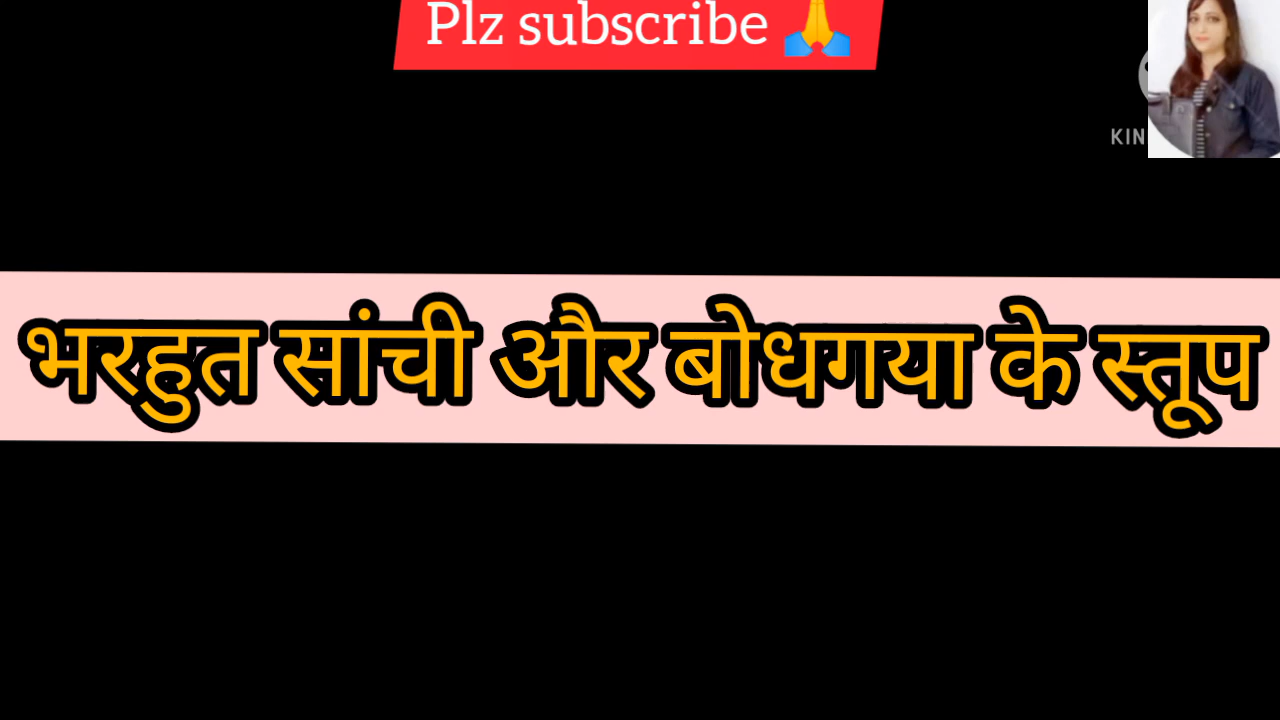 Plz subscribe 🙏
KIN
भरहुत सांची और बोधगया के स्तूप